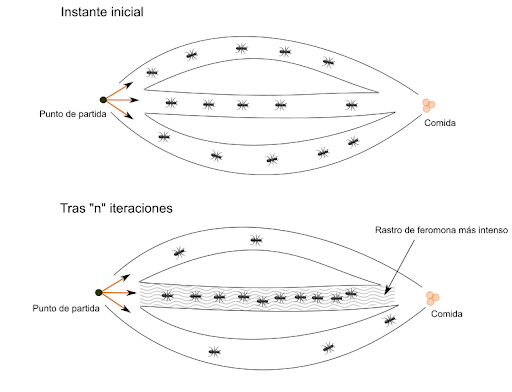 Instante inicial
Punto de partida
Comida
Tras "n" iteraciones
Rastro de feromona más intenso
Punto de partida
Comida